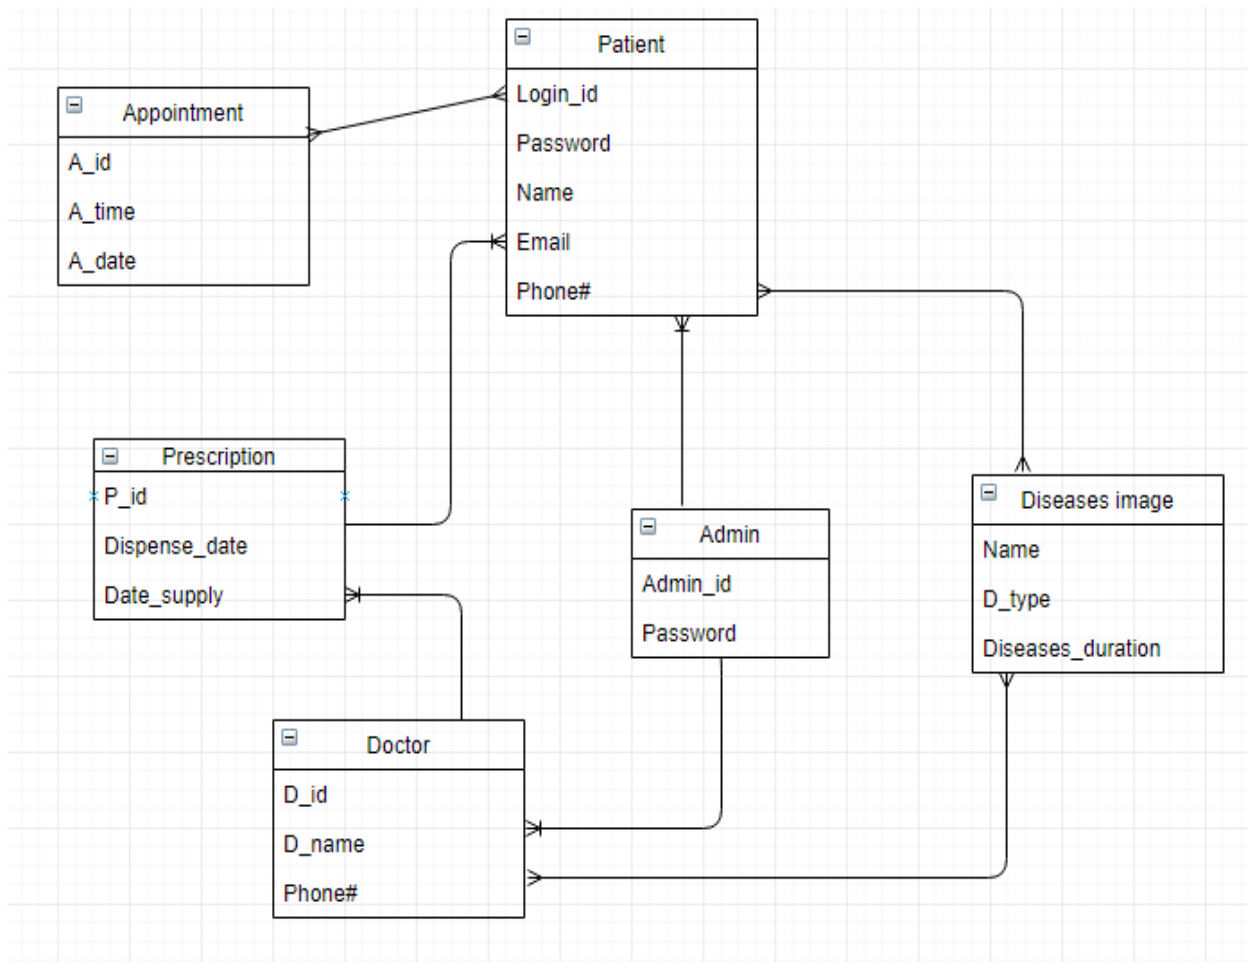 Patient
Login_id
Password
Name
Email
Phone#
Appointment
A_id
A_time
A_date
Prescription
P_id
Dispense_date
Date_supply
Admin
Admin_id
Password
Diseases image
Name
D_type
Diseases_duration
Doctor
D_id
D_name
Phone#